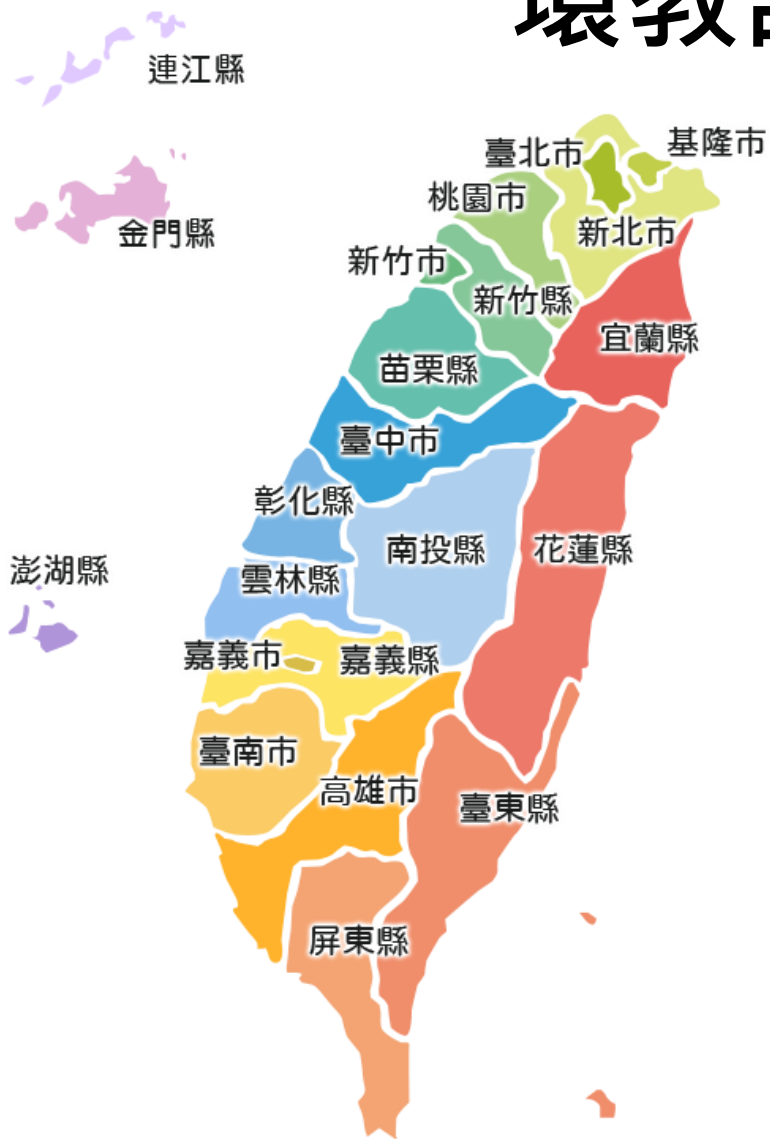 環教
連江縣
基隆市
臺北市
桃園市
金門縣
新北市
新竹市
新竹縣
宜蘭縣
苗栗縣
臺中市
彰化縣
南投縣
花蓮縣
澎湖縣
雲林縣
嘉義市
嘉義縣
臺南市
高雄市
臺東縣
屏東縣